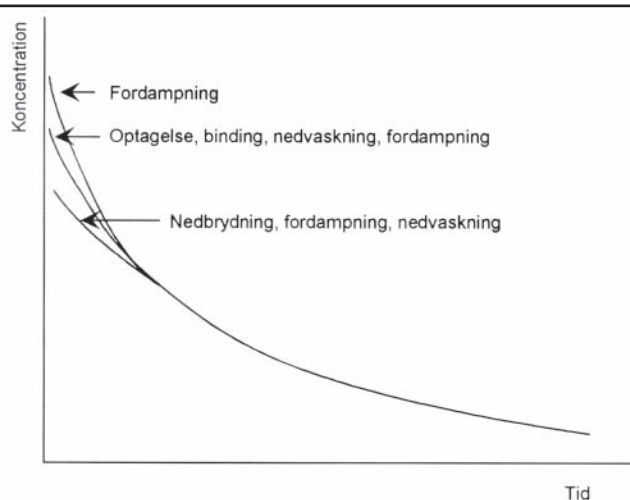 Koncentration
Fordampning
Optagelse, binding, nedvaskning, fordampning
Nedbrydning, fordampning, nedvaskning
Tid